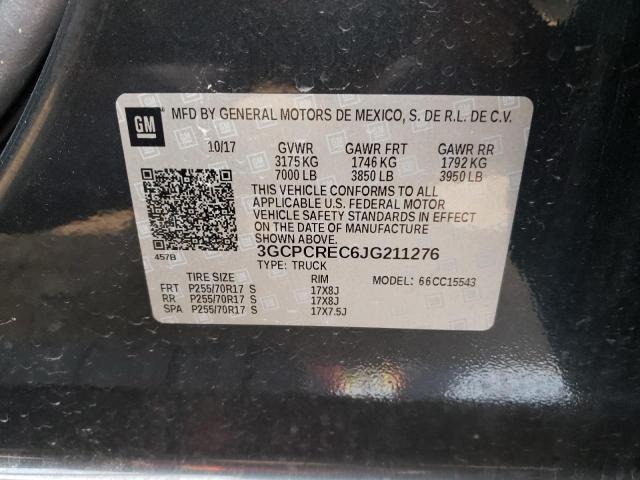 GM MFD BY GENERAL MOTORS DE MEXICO, S. DE R.L. DE C.V.
10/17 GVWR GAWR FRT GAWR RR
3175 KG 1746 KG 1792 KG
7000 LB 3850 LB 3950 LB
THIS VEHICLE CONFORMS TO ALL
APPLICABLE U.S. FEDERAL MOTOR
VEHICLE SAFETY STANDARDS IN EFFECT
ON THE DATE OF MANUFACTURE
SHOWN ABOVE.
457B 3GCPCREC6JG211276
TYPE: TRUCK
TIRE SIZE RIM MODEL: 66CC15543
FRT P255/70R17 S 17X8J
RR P255/70R17 S 17X8J
SPA P255/70R17 S 17X7.5J